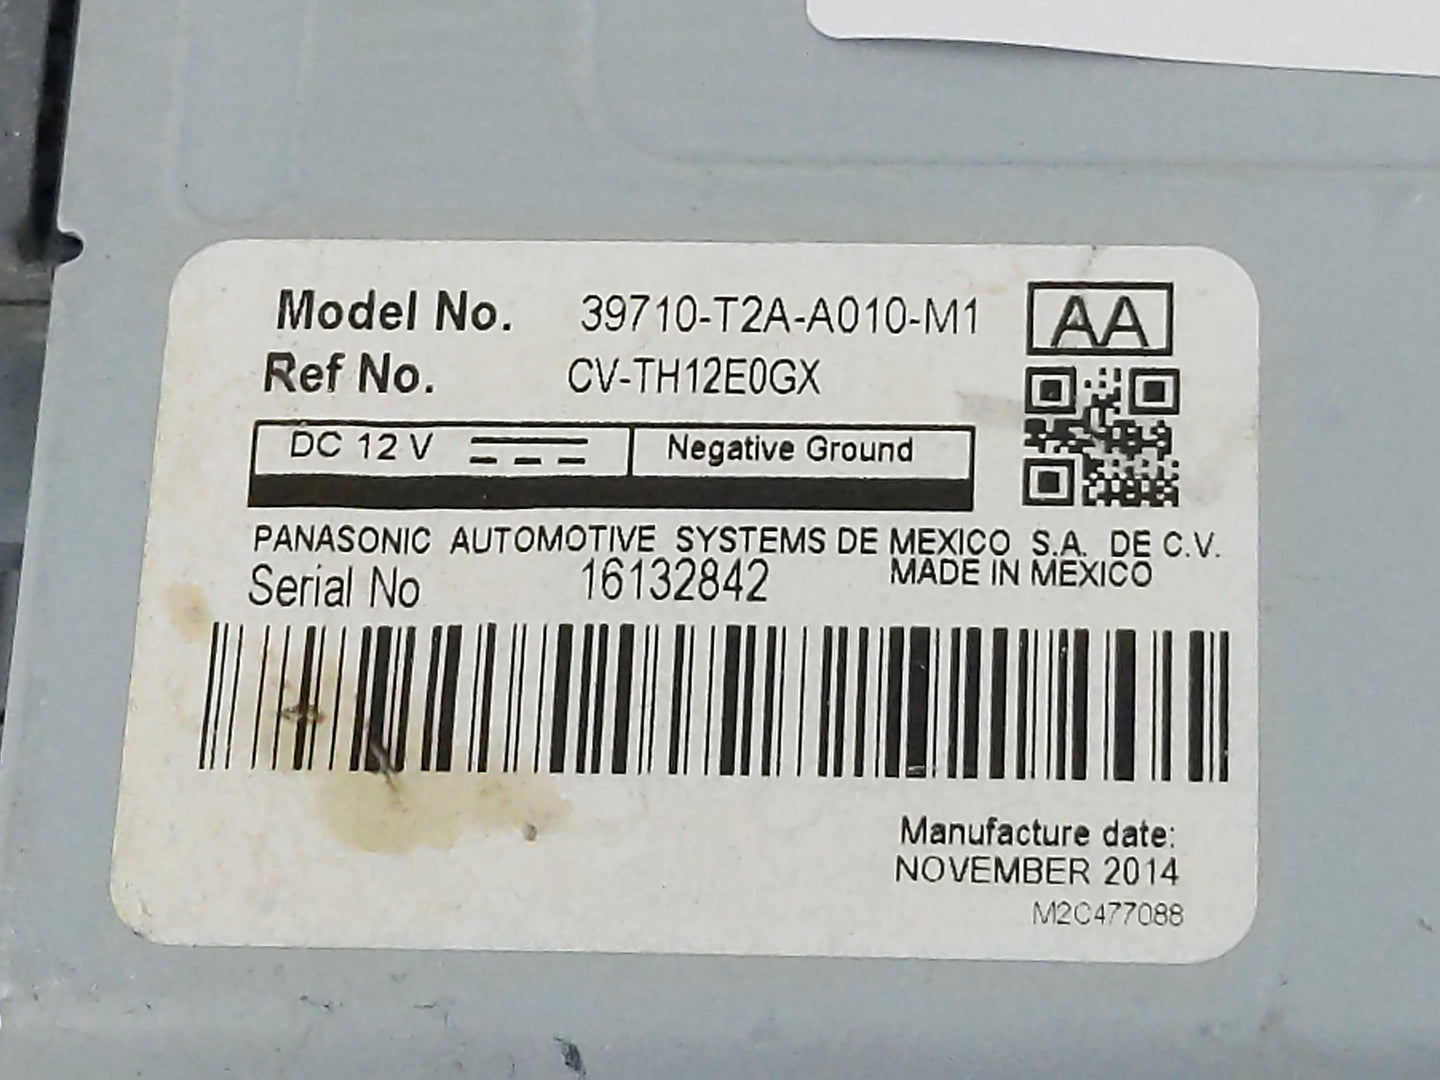 Model No. 39710-T2A-A010-M1 AA
Ref No. CV-TH12E0GX
DC 12 V Negative Ground
PANASONIC AUTOMOTIVE SYSTEMS DE MEXICO S.A. DE C.V.
Serial No 16132842 MADE IN MEXICO
Manufacture date:
NOVEMBER 2014
M2C477088